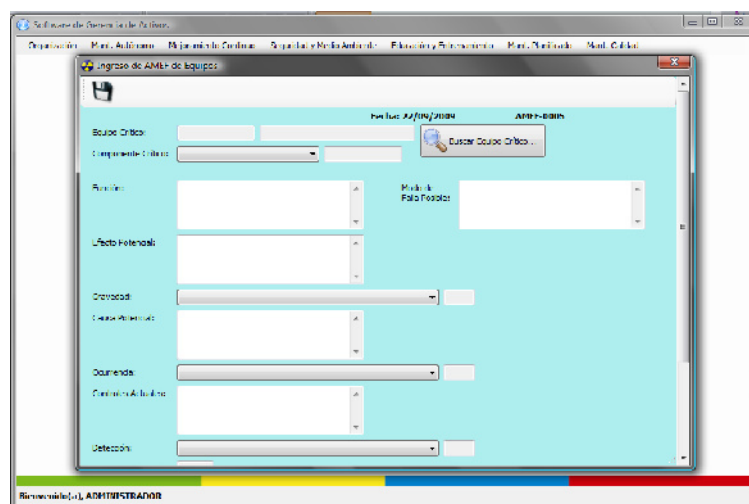 Software de Gerencia de Activos.
Organización Mant. Autónomo Mejoramiento Continuo Seguridad y Medio Ambiente Educación y Entrenamiento Mant. Planificado Mant. Calidad
Ingreso de AMEF de Equipos
Fecha: 22/09/2009 AMEF-0005
Equipo Crítico:
Buscar Equipo Crítico...
Componente Crítico:
Función:
Modo de
Falla Posible:
Efecto Potencial:
Gravedad:
Causa Potencial:
Ocurrencia:
Controles Actuales:
Detección:
Bienvenido(a), ADMINISTRADOR